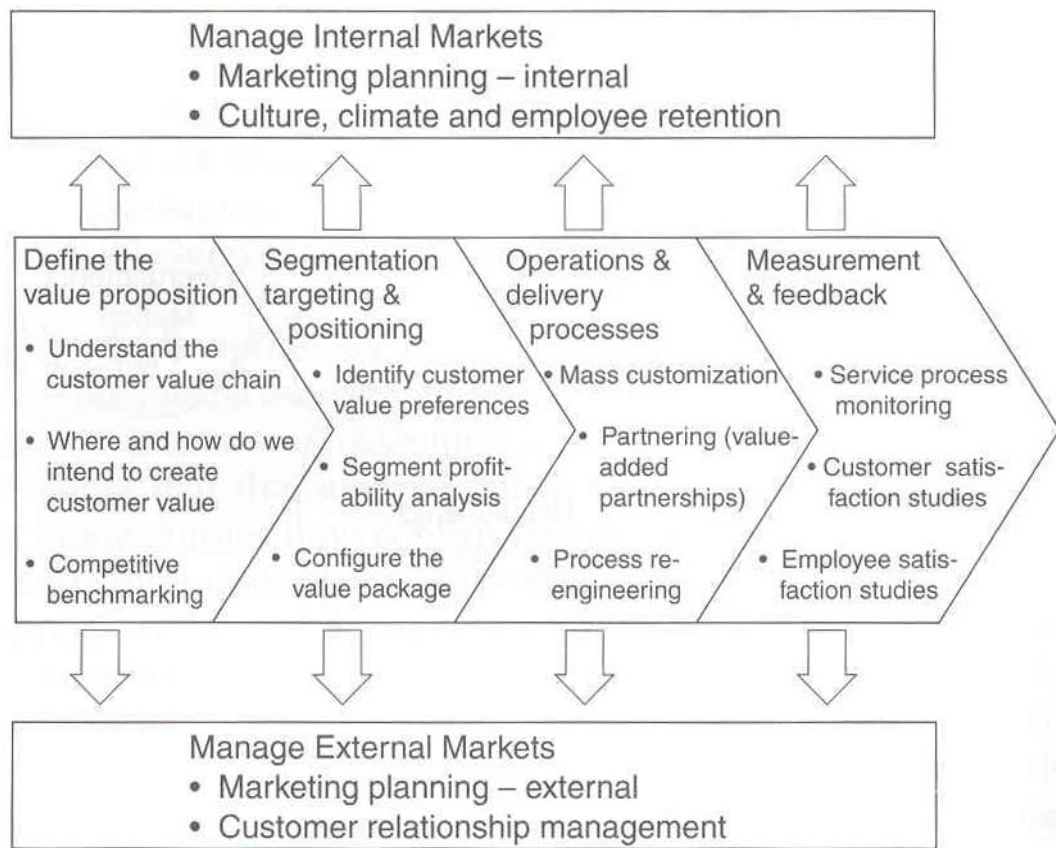 Manage Internal Markets
• Marketing planning – internal
• Culture, climate and employee retention
Define the
value proposition
• Understand the
customer value chain
• Where and how do we
intend to create
customer value
• Competitive
benchmarking
Segmentation
targeting &
positioning
• Identify customer
value preferences
• Segment profit-
ability analysis
• Configure the
value package
Operations &
delivery
processes
• Mass customization
• Partnering (value-
added
partnerships)
• Process re-
engineering
Measurement
& feedback
• Service process
monitoring
• Customer satis-
faction studies
• Employee satis-
faction studies
Manage External Markets
• Marketing planning – external
• Customer relationship management